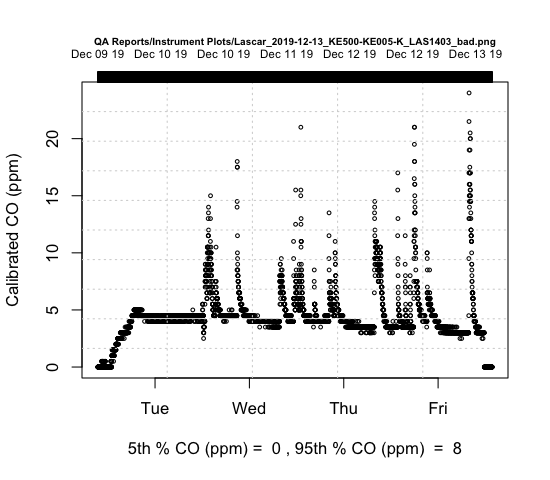 QA Reports/Instrument Plots/Lascar_2019-12-13_KE500-KE005-K_LAS1403_bad.png
Dec 09 19 Dec 10 19 Dec 10 19 Dec 11 19 Dec 12 19 Dec 12 19 Dec 13 19
Calibrated CO (ppm)
20
15
10
5
0
Tue Wed Thu Fri
5th % CO (ppm) = 0 , 95th % CO (ppm) = 8